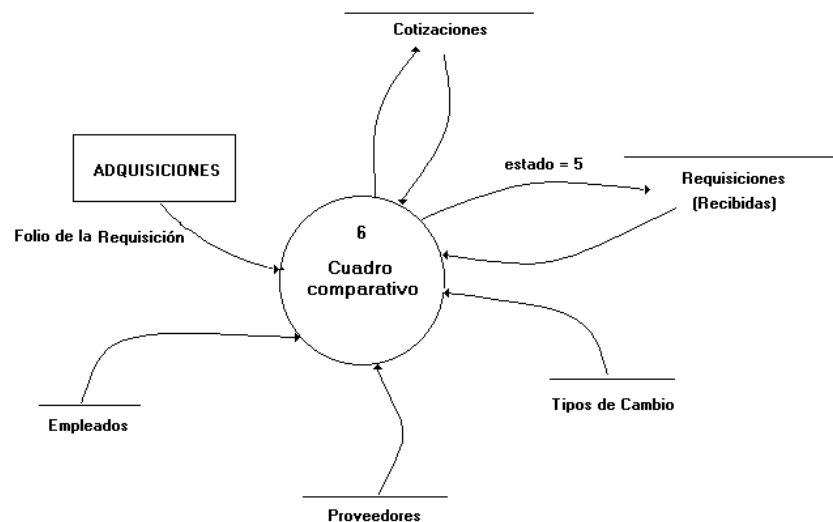 Cotizaciones
ADQUISICIONES
estado = 5
Requisiciones
(Recibidas)
Folio de la Requisición
6
Cuadro
comparativo
Tipos de Cambio
Empleados
Proveedores